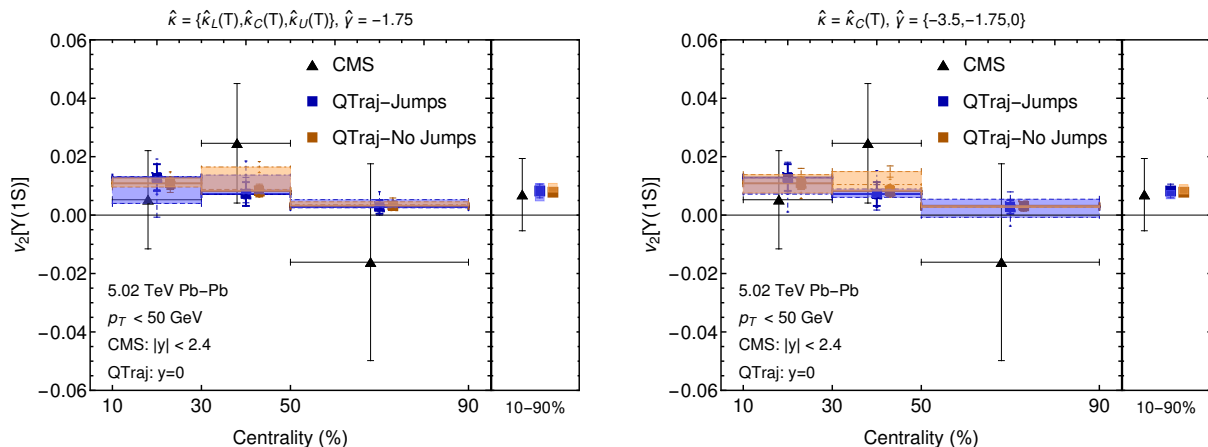 κ̂ = {κ̂_L(T),κ̂_C(T),κ̂_U(T)}, γ̂ = −1.75
0.06
0.04
0.02
0.00
−0.02
−0.04
−0.06
v₂[Υ(1S)]
CMS
QTraj−Jumps
QTraj−No Jumps
5.02 TeV Pb−Pb
p_T < 50 GeV
CMS: |y| < 2.4
QTraj: y=0
10 30 50 90
10−90%
Centrality (%)
κ̂ = κ̂_C(T), γ̂ = {−3.5,−1.75,0}
0.06
0.04
0.02
0.00
−0.02
−0.04
−0.06
v₂[Υ(1S)]
CMS
QTraj−Jumps
QTraj−No Jumps
5.02 TeV Pb−Pb
p_T < 50 GeV
CMS: |y| < 2.4
QTraj: y=0
10 30 50 90
10−90%
Centrality (%)